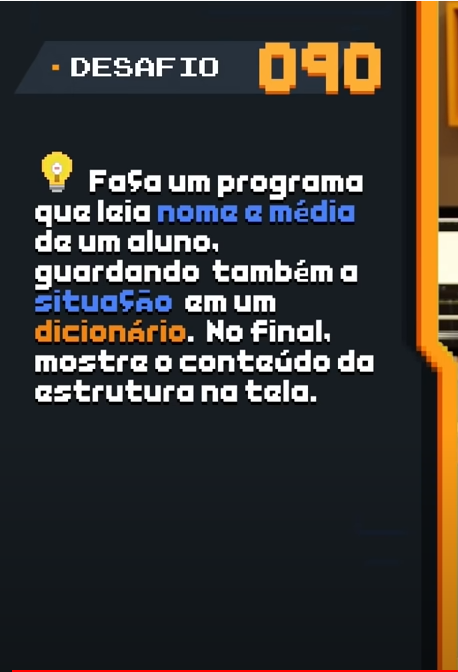 DESAFIO 090
Faça um programa
que leia nome e média
de um aluno,
guardando também a
situação em um
dicionário. No final,
mostre o conteúdo da
estrutura na tela.